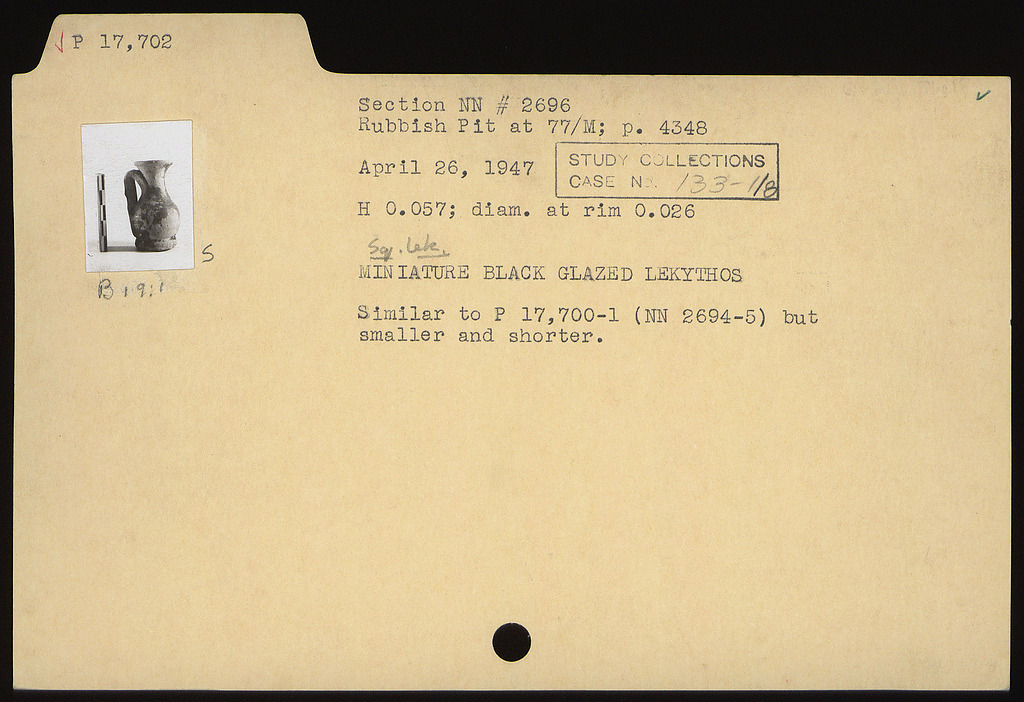 P 17,702
Section NN # 2696
Rubbish Pit at 77/M; p. 4348
April 26, 1947
STUDY COLLECTIONS
CASE No. 133-118
H 0.057; diam. at rim 0.026
Sq. Lek.
MINIATURE BLACK GLAZED LEKYTHOS
Similar to P 17,700-1 (NN 2694-5) but
smaller and shorter.
S